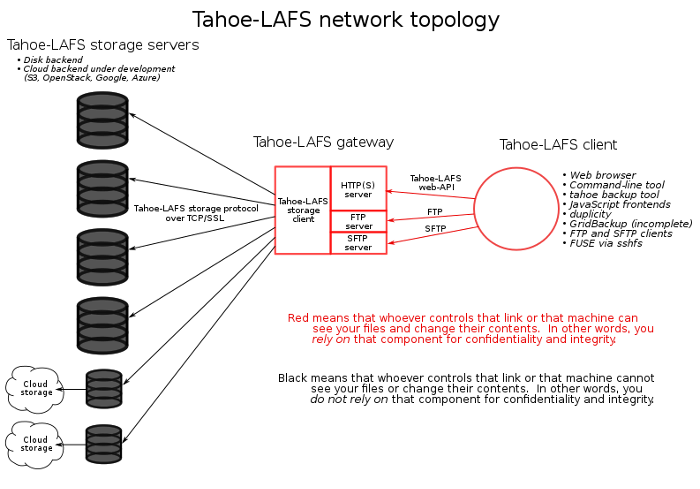 Tahoe-LAFS network topology
Tahoe-LAFS storage servers
• Disk backend
• Cloud backend under development
(S3, OpenStack, Google, Azure)
Tahoe-LAFS gateway
Tahoe-LAFS client
Tahoe-LAFS storage protocol
over TCP/SSL
Tahoe-LAFS
storage
client
HTTP(S)
server
FTP
server
SFTP
server
Tahoe-LAFS
web-API
FTP
SFTP
• Web browser
• Command-line tool
• tahoe backup tool
• JavaScript frontends
• duplicity
• GridBackup (incomplete)
• FTP and SFTP clients
• FUSE via sshfs
Red means that whoever controls that link or that machine can
see your files and change their contents. In other words, you
rely on that component for confidentiality and integrity.
Black means that whoever controls that link or that machine cannot
see your files or change their contents. In other words, you
do not rely on that component for confidentiality and integrity.
Cloud
storage
Cloud
storage